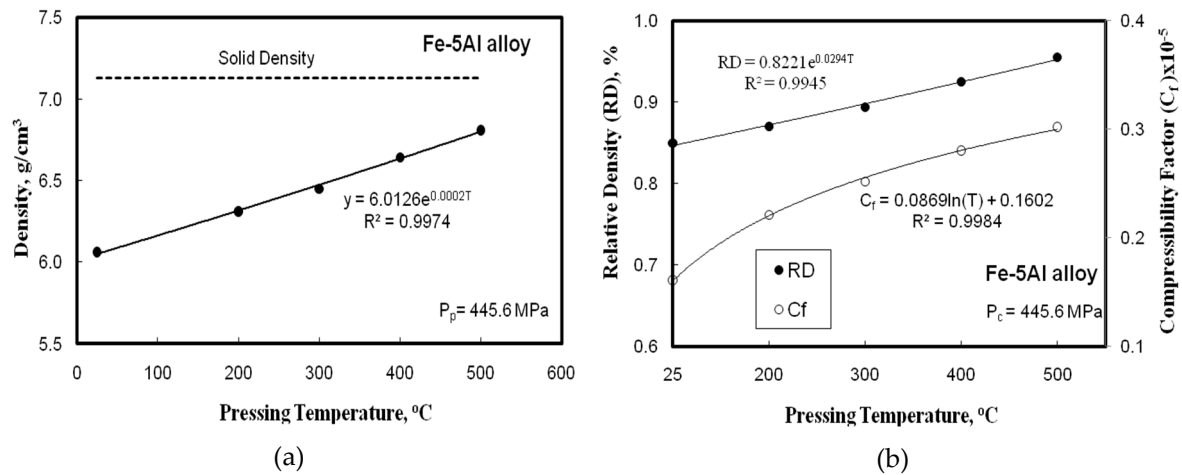 7.5
7.0
6.5
6.0
5.5
Density, g/cm³
Solid Density
Fe-5Al alloy
y = 6.0126e^0.0002T
R² = 0.9974
Pp = 445.6 MPa
0 100 200 300 400 500 600
Pressing Temperature, ºC
(a)
1.0
0.9
0.8
0.7
0.6
Relative Density (RD), %
RD = 0.8221e^0.0294T
R² = 0.9945
Cf = 0.0869ln(T) + 0.1602
R² = 0.9984
RD
Cf
Fe-5Al alloy
Pc = 445.6 MPa
0.4
0.3
0.2
0.1
Compressibility Factor (Cf)x10^-5
25 200 300 400 500
Pressing Temperature, ºC
(b)